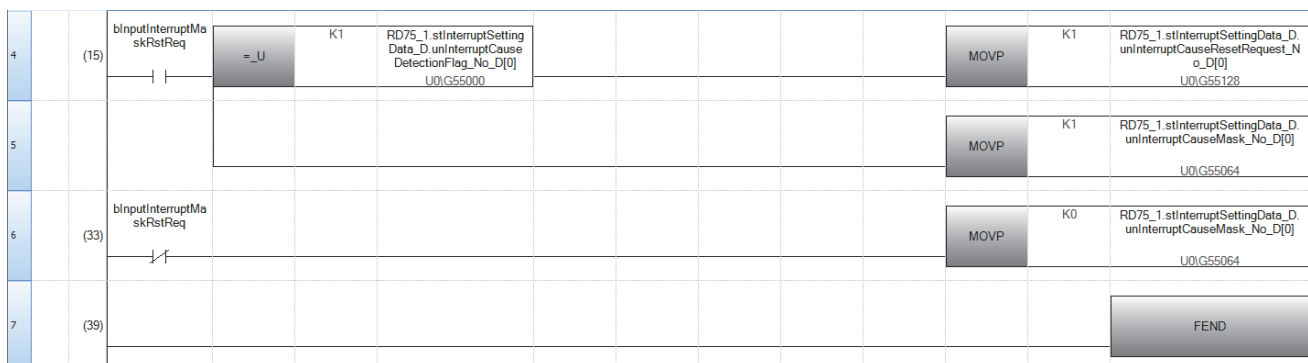 4
(15)
bInputInterruptMa
skRstReq
=_U
K1
RD75_1.stInterruptSetting
Data_D.unInterruptCause
DetectionFlag_No_D[0]
U0\G55000
MOVP
K1
RD75_1.stInterruptSettingData_D.
unInterruptCauseResetRequest_N
o_D[0]
U0\G55128
5
MOVP
K1
RD75_1.stInterruptSettingData_D.
unInterruptCauseMask_No_D[0]
U0\G55064
6
(33)
bInputInterruptMa
skRstReq
MOVP
K0
RD75_1.stInterruptSettingData_D.
unInterruptCauseMask_No_D[0]
U0\G55064
7
(39)
FEND